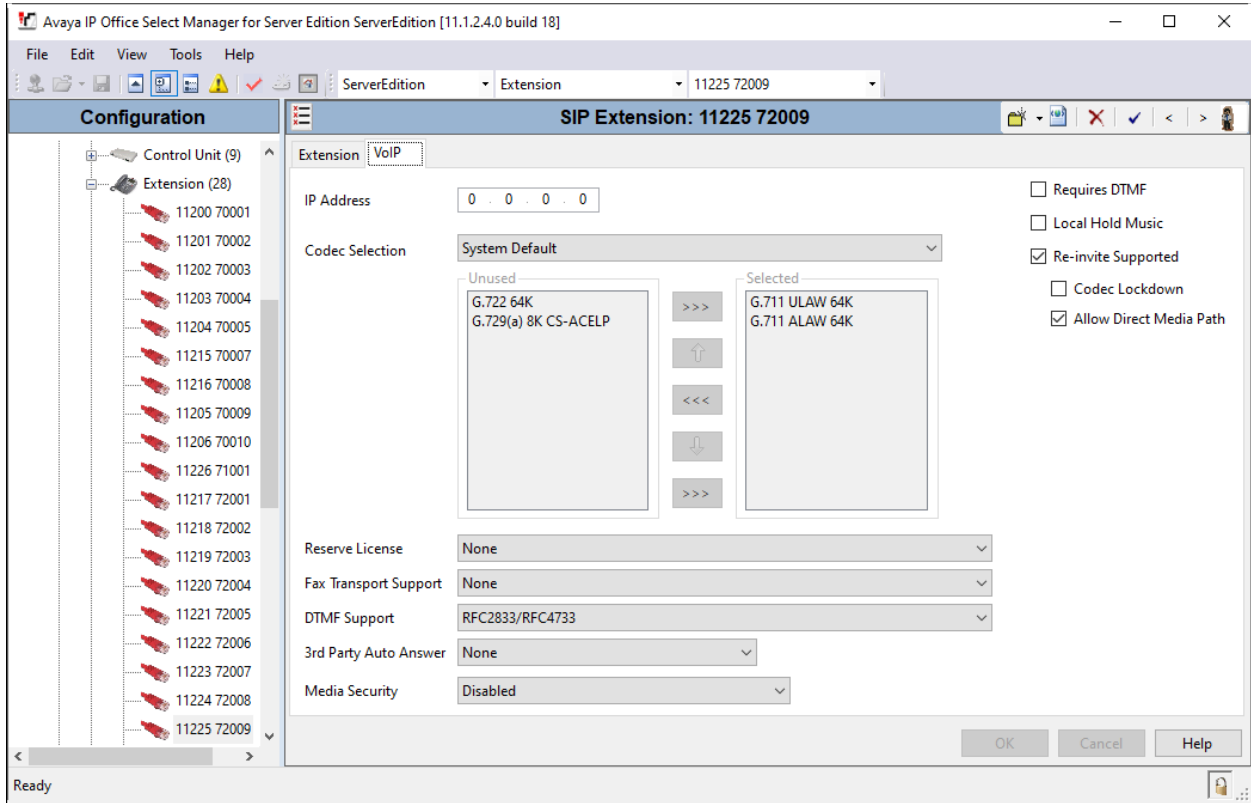 Avaya IP Office Select Manager for Server Edition ServerEdition [11.1.2.4.0 build 18]
File Edit View Tools Help
ServerEdition Extension 11225 72009
Configuration
Control Unit (9)
Extension (28)
11200 70001
11201 70002
11202 70003
11203 70004
11204 70005
11215 70007
11216 70008
11205 70009
11206 70010
11226 71001
11217 72001
11218 72002
11219 72003
11220 72004
11221 72005
11222 72006
11223 72007
11224 72008
11225 72009
SIP Extension: 11225 72009
Extension VoIP
IP Address 0 . 0 . 0 . 0
Codec Selection System Default
Unused
G.722 64K
G.729(a) 8K CS-ACELP
>>>
<<<
>>>
Selected
G.711 ULAW 64K
G.711 ALAW 64K
Requires DTMF
Local Hold Music
Re-invite Supported
Codec Lockdown
Allow Direct Media Path
Reserve License None
Fax Transport Support None
DTMF Support RFC2833/RFC4733
3rd Party Auto Answer None
Media Security Disabled
OK Cancel Help
Ready